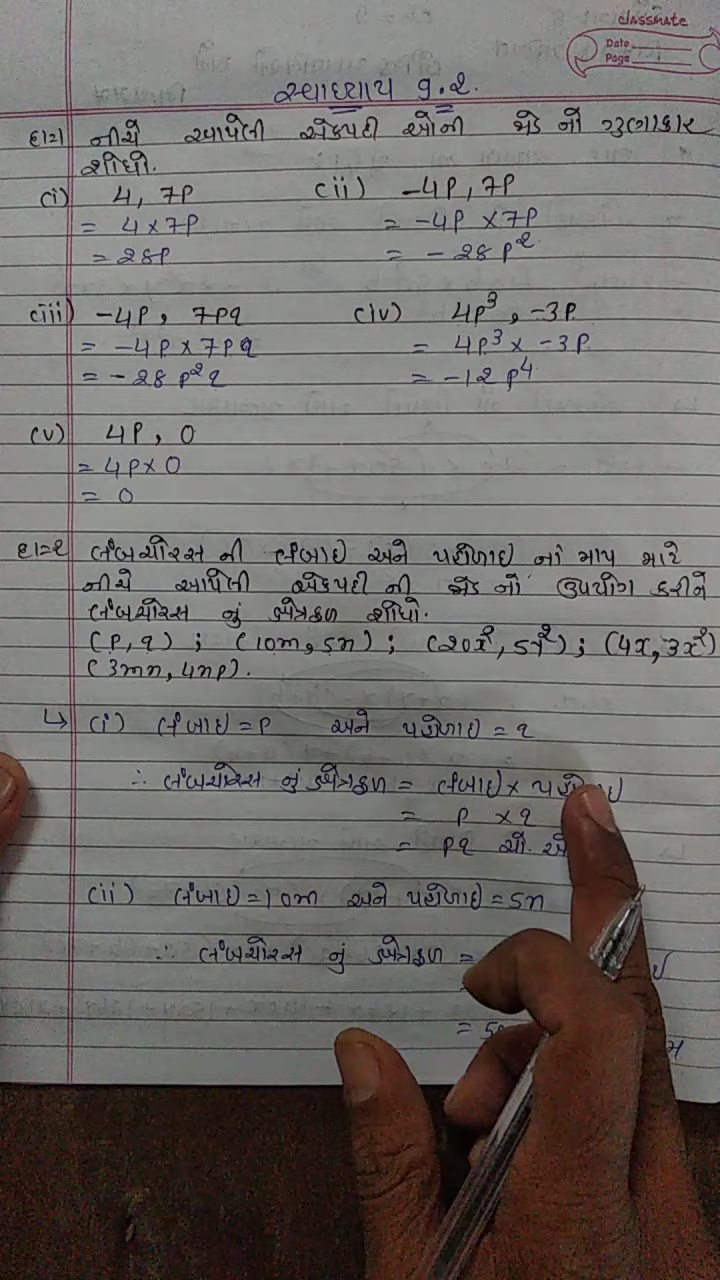 classmate
Date
Page
સ્વાધ્યાય 9.2.
દા=1 નીચે આપેલી એકપદી ઓની જોડ નો ગુણાકાર
શોધો.
(i) 4, 7P (ii) -4P, 7P
= 4 × 7P = -4P × 7P
= 28P = - 28 P²
(iii) -4P, 7Pq (iv) 4P³, -3P
= -4P × 7Pq = 4P³ × -3P
= - 28 P²q = -12 P⁴
(v) 4P, 0
= 4P × 0
= 0
દા=2 લંબચોરસ ની લંબાઇ અને પહોળાઇ નાં માપ માટે
નીચે આપેલી એકપદી ની જોડ નો ઉપયોગ કરીને
લંબચોરસ નું ક્ષેત્રફળ શોધો.
(P, q) ; (10m, 5n) ; (20x², 5y²) ; (4x, 3x²)
(3mn, 4np).
↳ (i) લંબાઇ = P અને પહોળાઇ = q
∴ લંબચોરસ નું ક્ષેત્રફળ = લંબાઇ ×
= P × q
= Pq ચો.
(ii) લંબાઇ = 10m અને પહોળાઇ = 5n
∴ લંબચોરસ નું ક્ષેત્રફળ =
=